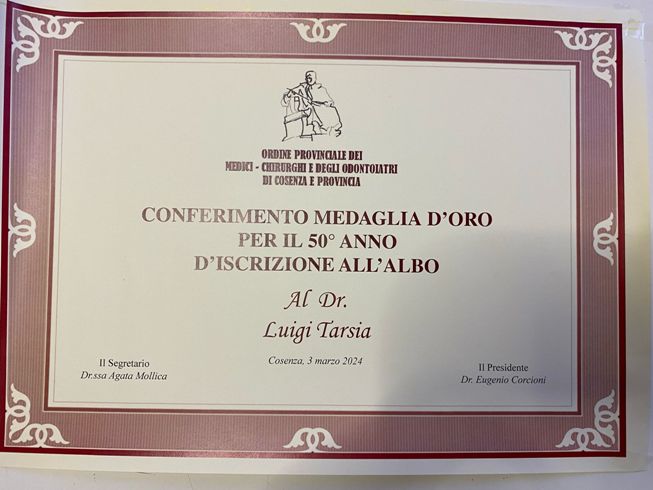 ORDINE PROVINCIALE DEI
MEDICI - CHIRURGHI E DEGLI ODONTOIATRI
DI COSENZA E PROVINCIA
CONFERIMENTO MEDAGLIA D'ORO
PER IL 50° ANNO
D'ISCRIZIONE ALL'ALBO
Al Dr.
Luigi Tarsia
Cosenza, 3 marzo 2024
Il Segretario
Dr.ssa Agata Mollica
Il Presidente
Dr. Eugenio Corcioni